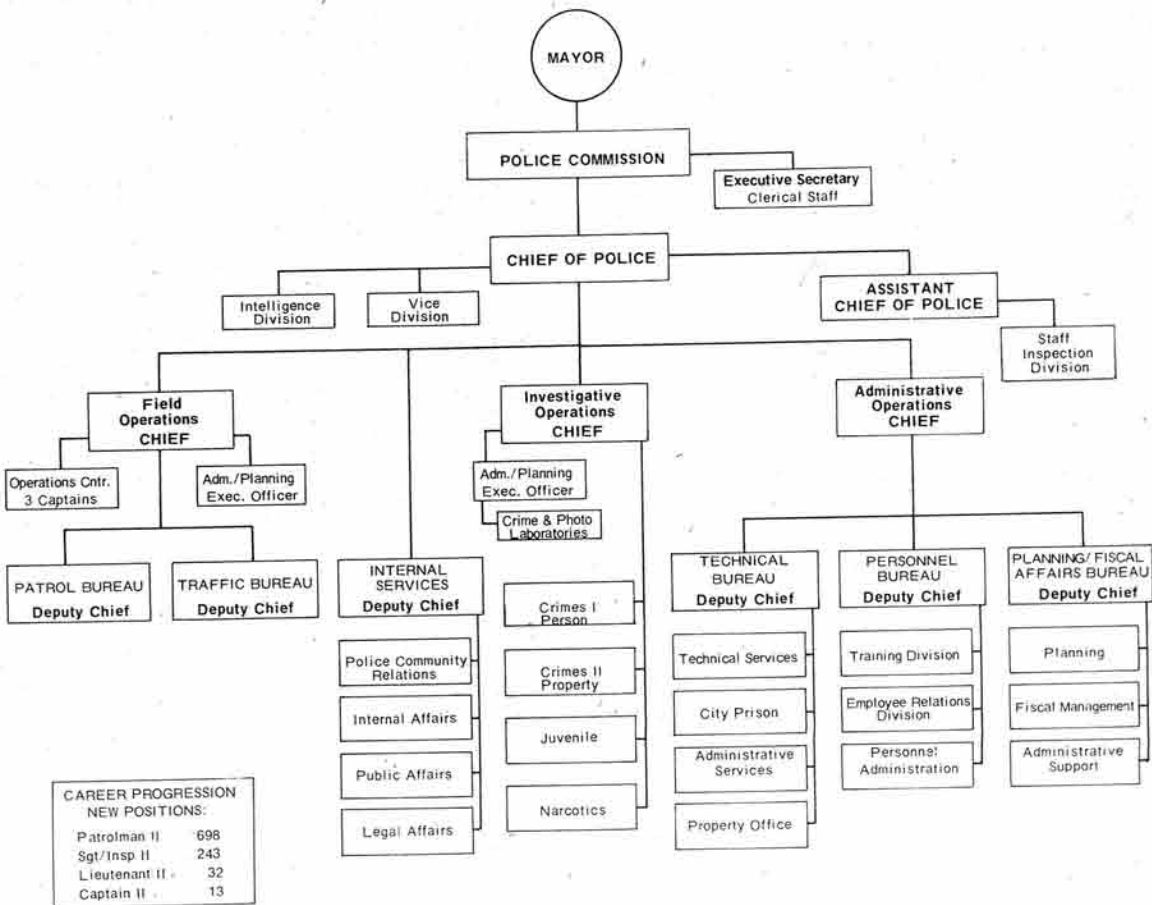 MAYOR
POLICE COMMISSION
Executive Secretary
Clerical Staff
CHIEF OF POLICE
Intelligence
Division
Vice
Division
ASSISTANT
CHIEF OF POLICE
Staff
Inspection
Division
Field
Operations
CHIEF
Investigative
Operations
CHIEF
Administrative
Operations
CHIEF
Operations Cntr.
3 Captains
Adm./Planning
Exec. Officer
Adm./Planning
Exec. Officer
Crime & Photo
Laboratories
PATROL BUREAU
Deputy Chief
TRAFFIC BUREAU
Deputy Chief
INTERNAL
SERVICES
Deputy Chief
TECHNICAL
BUREAU
Deputy Chief
PERSONNEL
BUREAU
Deputy Chief
PLANNING/FISCAL
AFFAIRS BUREAU
Deputy Chief
Police Community
Relations
Internal Affairs
Public Affairs
Legal Affairs
Crimes I
Person
Crimes II
Property
Juvenile
Narcotics
Technical Services
City Prison
Administrative
Services
Property Office
Training Division
Employee Relations
Division
Personnel
Administration
Planning
Fiscal Management
Administrative
Support
CAREER PROGRESSION
NEW POSITIONS:
Patrolman II 698
Sgt/Insp II 243
Lieutenant II 32
Captain II 13